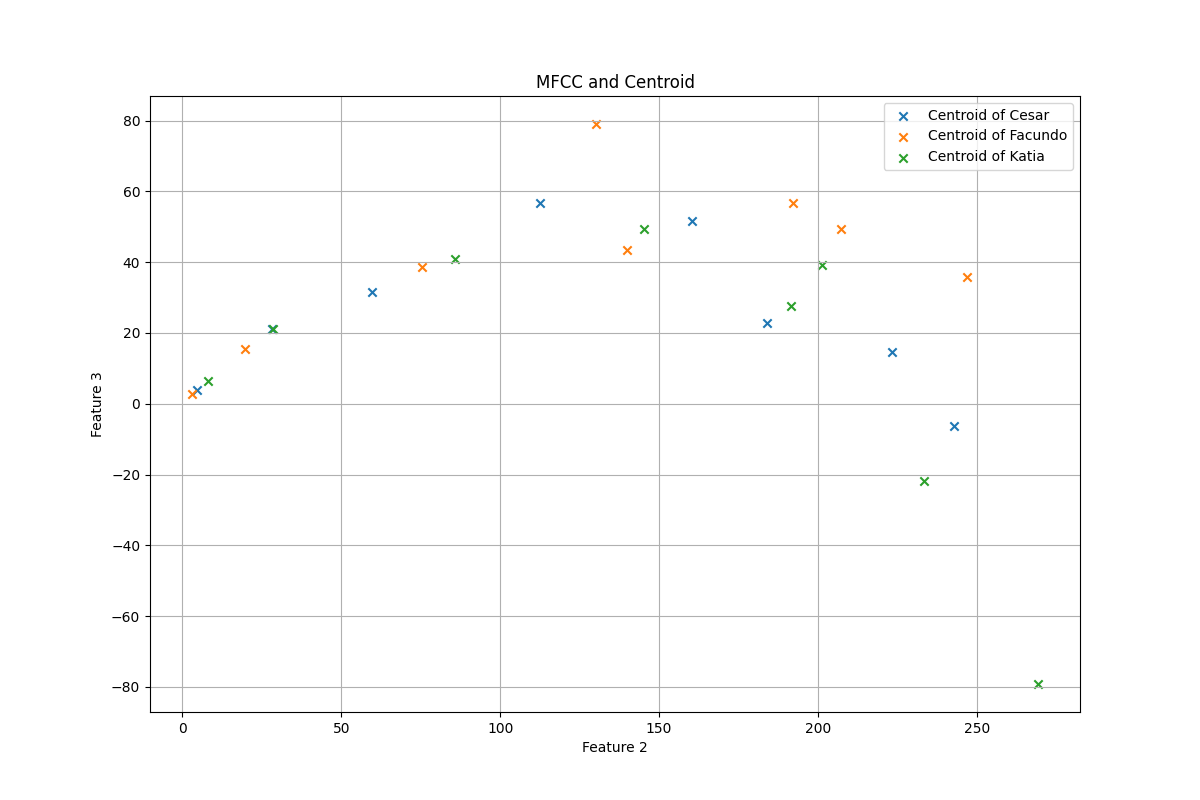 MFCC and Centroid
Centroid of Cesar
Centroid of Facundo
Centroid of Katia
80
60
40
20
0
−20
−40
−60
−80
Feature 3
0 50 100 150 200 250
Feature 2